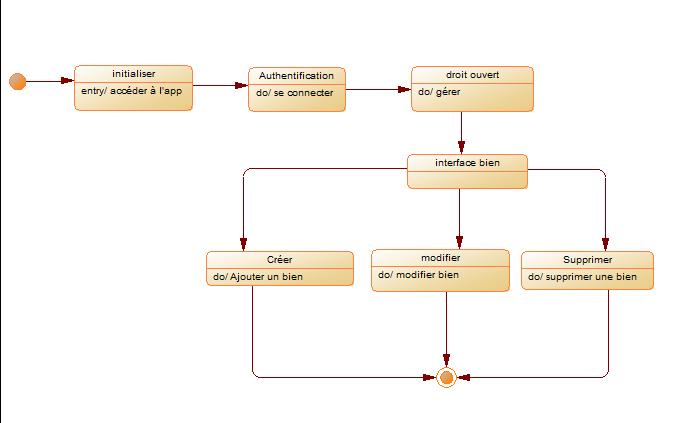 initialiser
entry/ accéder à l'app
Authentification
do/ se connecter
droit ouvert
do/ gérer
interface bien
Créer
do/ Ajouter un bien
modifier
do/ modifier bien
Supprimer
do/ supprimer une bien